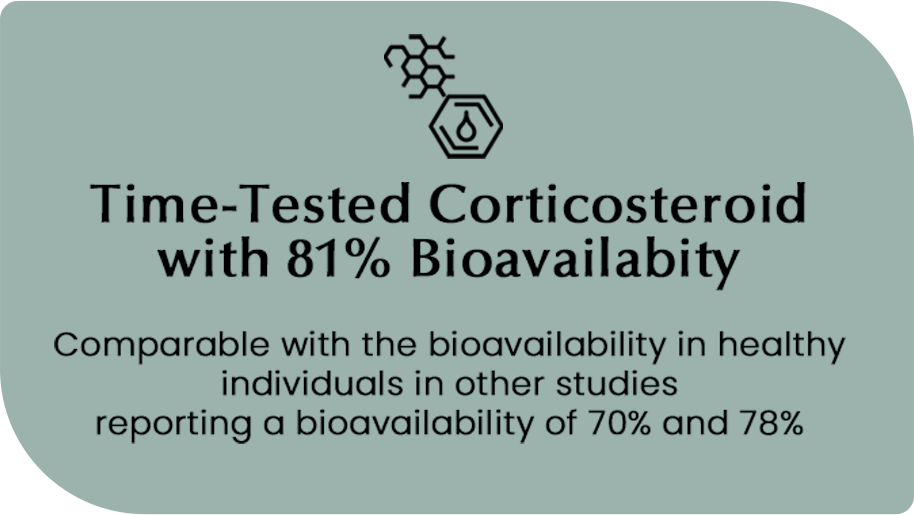 Time-Tested Corticosteroid
with 81% Bioavailabity
Comparable with the bioavailability in healthy
individuals in other studies
reporting a bioavailability of 70% and 78%